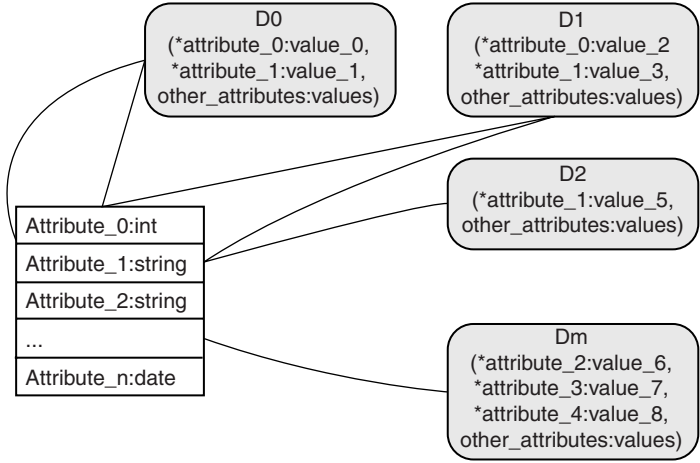 D0
(*attribute_0:value_0,
*attribute_1:value_1,
other_attributes:values)
D1
(*attribute_0:value_2
*attribute_1:value_3,
other_attributes:values)
D2
(*attribute_1:value_5,
other_attributes:values)
Attribute_0:int
Attribute_1:string
Attribute_2:string
...
Attribute_n:date
Dm
(*attribute_2:value_6,
*attribute_3:value_7,
*attribute_4:value_8,
other_attributes:values)